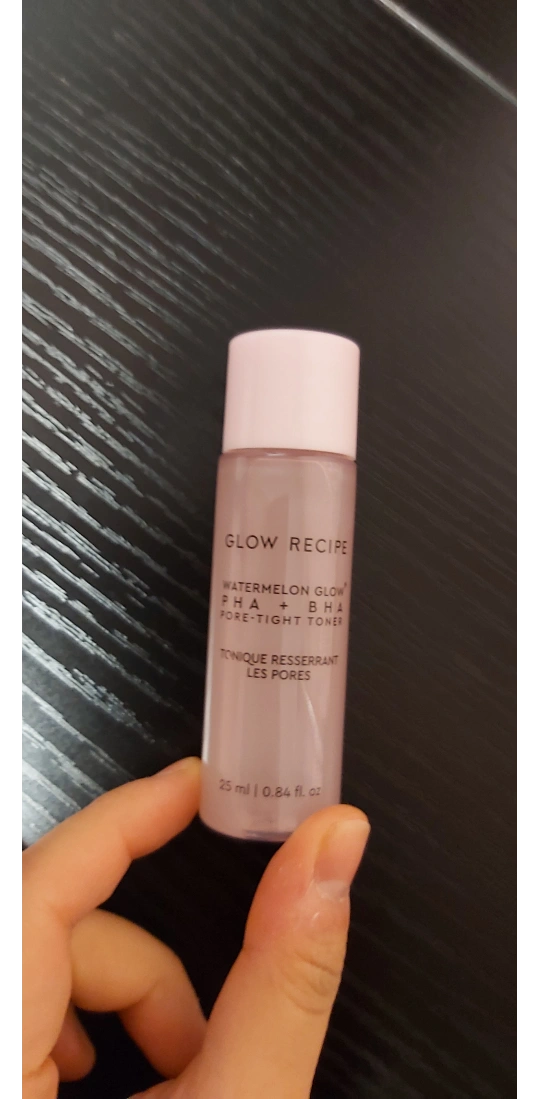 GLOW RECIPE
WATERMELON GLOW®
PHA + BHA
PORE-TIGHT TONER
TONIQUE RESSERRANT
LES PORES
25 ml | 0.84 fl. oz